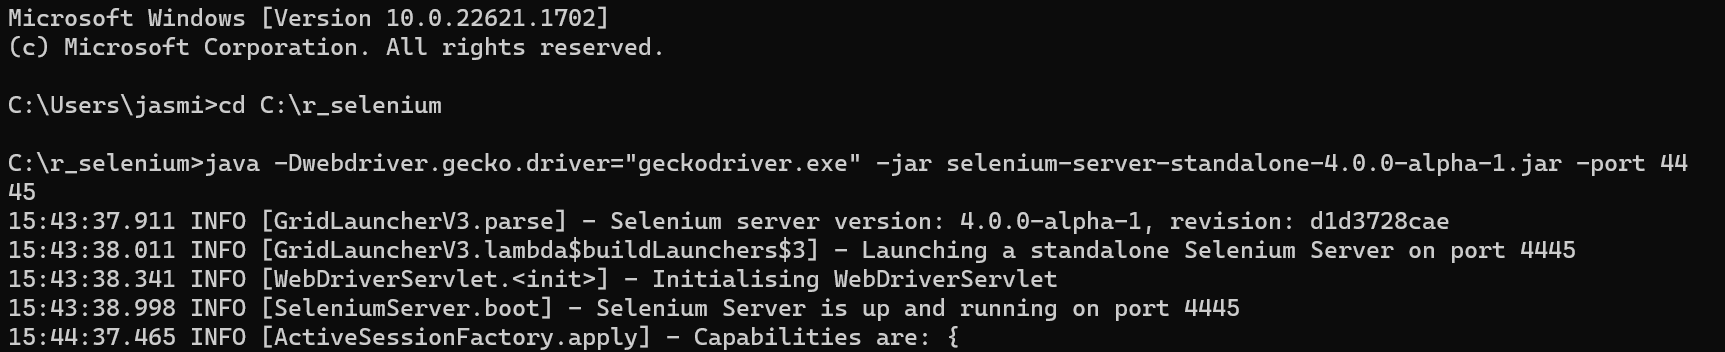 Microsoft Windows [Version 10.0.22621.1702]
(c) Microsoft Corporation. All rights reserved.
C:\Users\jasmi>cd C:\r_selenium
C:\r_selenium>java -Dwebdriver.gecko.driver="geckodriver.exe" -jar selenium-server-standalone-4.0.0-alpha-1.jar -port 44
45
15:43:37.911 INFO [GridLauncherV3.parse] - Selenium server version: 4.0.0-alpha-1, revision: d1d3728cae
15:43:38.011 INFO [GridLauncherV3.lambda$buildLaunchers$3] - Launching a standalone Selenium Server on port 4445
15:43:38.341 INFO [WebDriverServlet.<init>] - Initialising WebDriverServlet
15:43:38.998 INFO [SeleniumServer.boot] - Selenium Server is up and running on port 4445
15:44:37.465 INFO [ActiveSessionFactory.apply] - Capabilities are: {